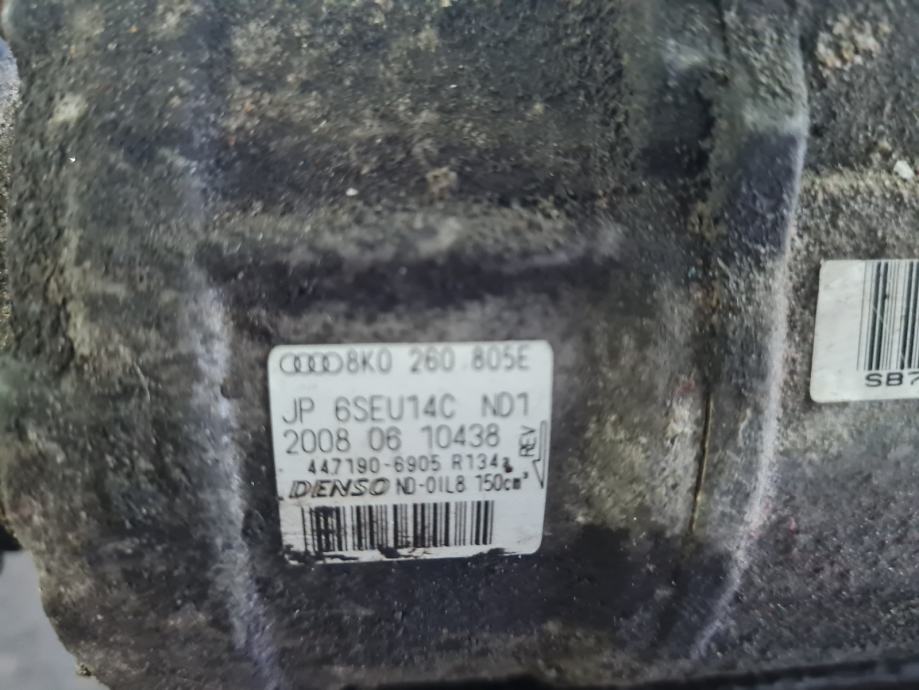 8K0 260 805E
JP 6SEU14C ND1
2008 06 10438
REV
447190-6905 R134a
DENSO ND-OIL8 150cm³
SB7